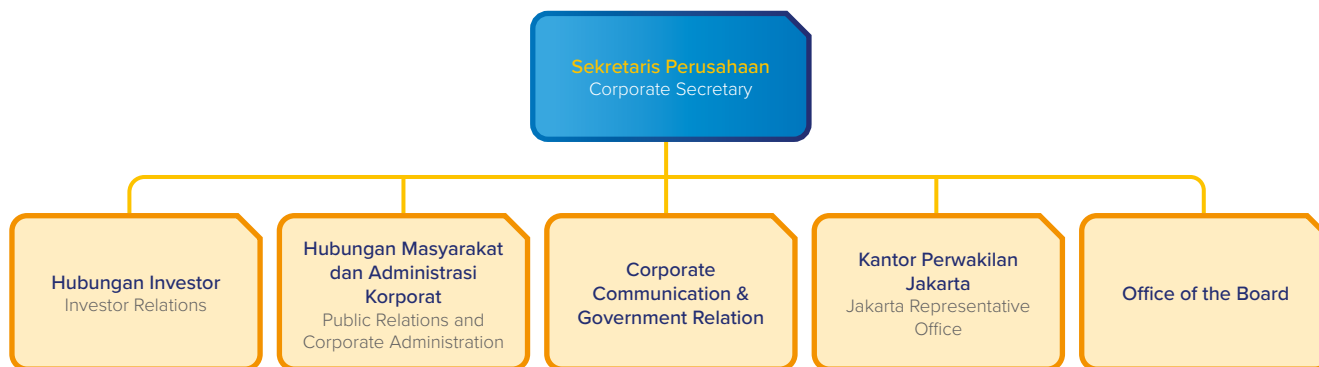 Sekretaris Perusahaan
Corporate Secretary
Hubungan Investor
Investor Relations
Hubungan Masyarakat
dan Administrasi
Korporat
Public Relations and
Corporate Administration
Corporate
Communication &
Government Relation
Kantor Perwakilan
Jakarta
Jakarta Representative
Office
Office of the Board